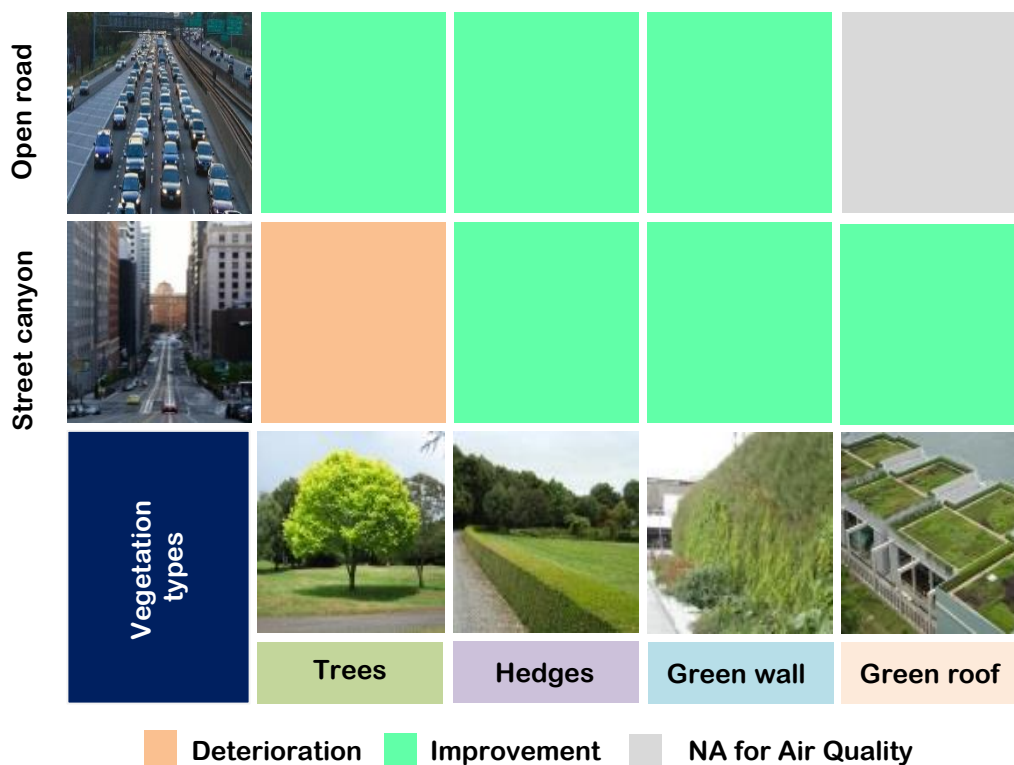 Open road
Street canyon
Vegetation
types
Trees
Hedges
Green wall
Green roof
Deterioration
Improvement
NA for Air Quality